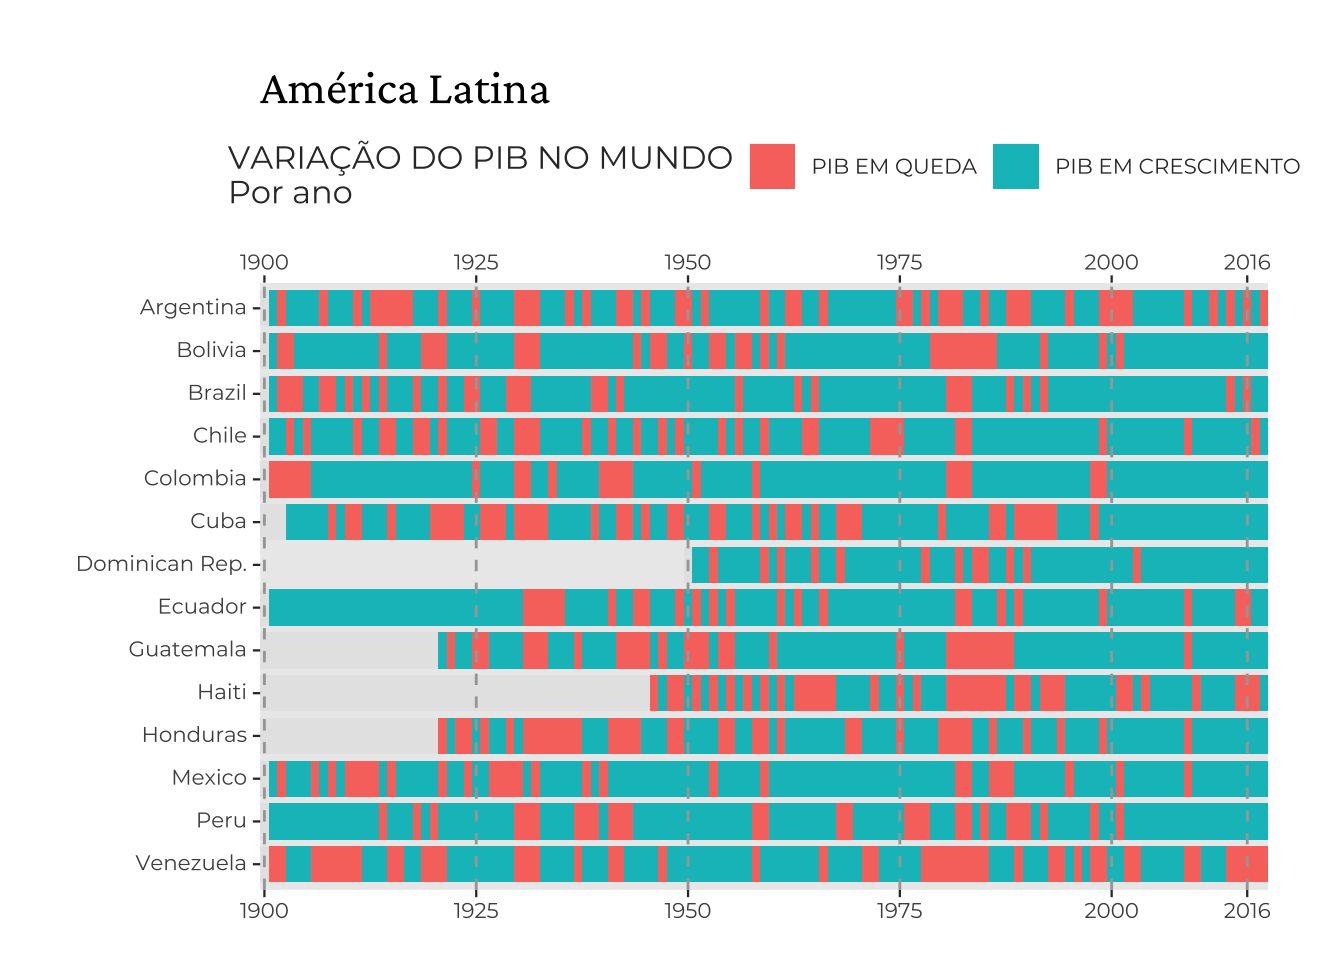 América Latina
VARIAÇÃO DO PIB NO MUNDO
Por ano
PIB EM QUEDA
PIB EM CRESCIMENTO
1900 1925 1950 1975 2000 2016
Argentina
Bolivia
Brazil
Chile
Colombia
Cuba
Dominican Rep.
Ecuador
Guatemala
Haiti
Honduras
Mexico
Peru
Venezuela
1900 1925 1950 1975 2000 2016